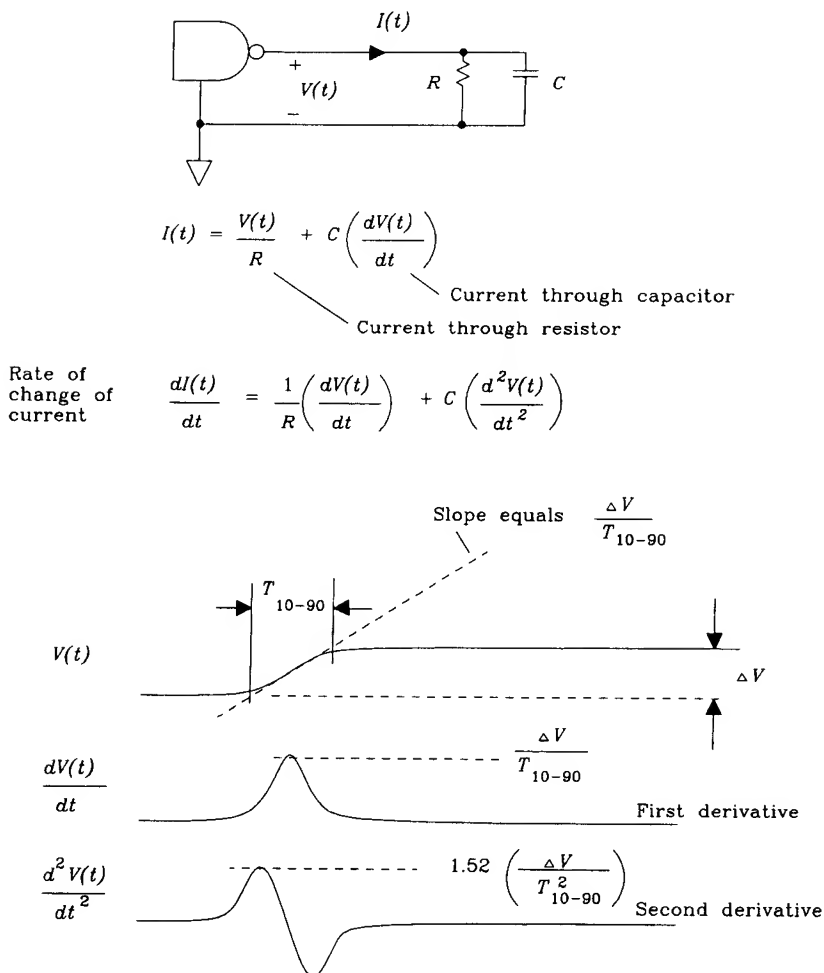 I(t)
+
V(t)
−
R
C
I(t) = V(t)/R + C(dV(t)/dt)
Current through capacitor
Current through resistor
Rate of
change of
current
dI(t)/dt = 1/R(dV(t)/dt) + C(d²V(t)/dt²)
Slope equals ΔV/T₁₀₋₉₀
T₁₀₋₉₀
V(t)
ΔV
dV(t)/dt
ΔV/T₁₀₋₉₀
First derivative
d²V(t)/dt²
1.52 (ΔV/T²₁₀₋₉₀)
Second derivative